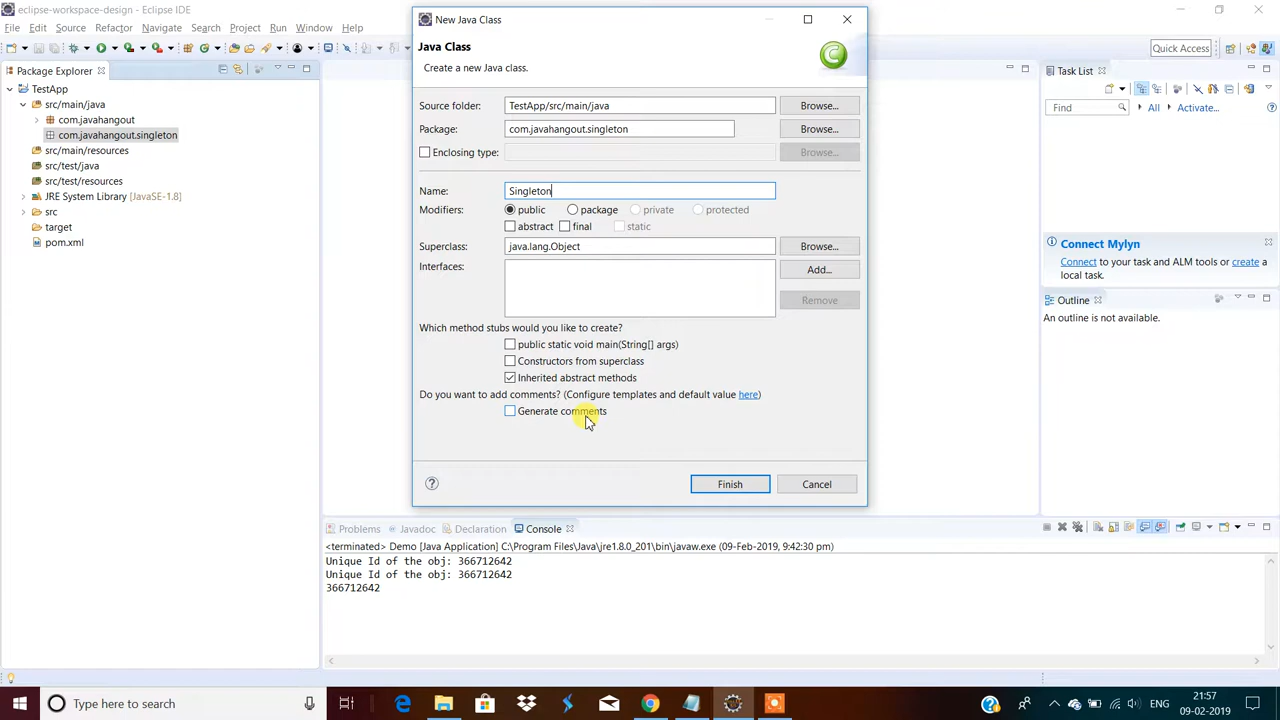 eclipse-workspace-design - Eclipse IDE
File Edit Source Refactor Navigate Search Project Run Window Help
Quick Access
New Java Class
Java Class
Create a new Java class.
Source folder: TestApp/src/main/java Browse...
Package: com.javahangout.singleton Browse...
Enclosing type: Browse...
Name: Singleton
Modifiers: public package private protected
abstract final static
Superclass: java.lang.Object Browse...
Interfaces: Add...
Remove
Which method stubs would you like to create?
public static void main(String[] args)
Constructors from superclass
Inherited abstract methods
Do you want to add comments? (Configure templates and default value here)
Generate comments
Finish Cancel
Package Explorer
TestApp
src/main/java
com.javahangout
com.javahangout.singleton
src/main/resources
src/test/java
src/test/resources
JRE System Library [JavaSE-1.8]
src
target
pom.xml
Task List
Find All Activate...
Connect Mylyn
Connect to your task and ALM tools or create a
local task.
Outline
An outline is not available.
Problems Javadoc Declaration Console
<terminated> Demo [Java Application] C:\Program Files\Java\jre1.8.0_201\bin\javaw.exe (09-Feb-2019, 9:42:30 pm)
Unique Id of the obj: 366712642
Unique Id of the obj: 366712642
366712642
Type here to search
ENG
21:57
09-02-2019